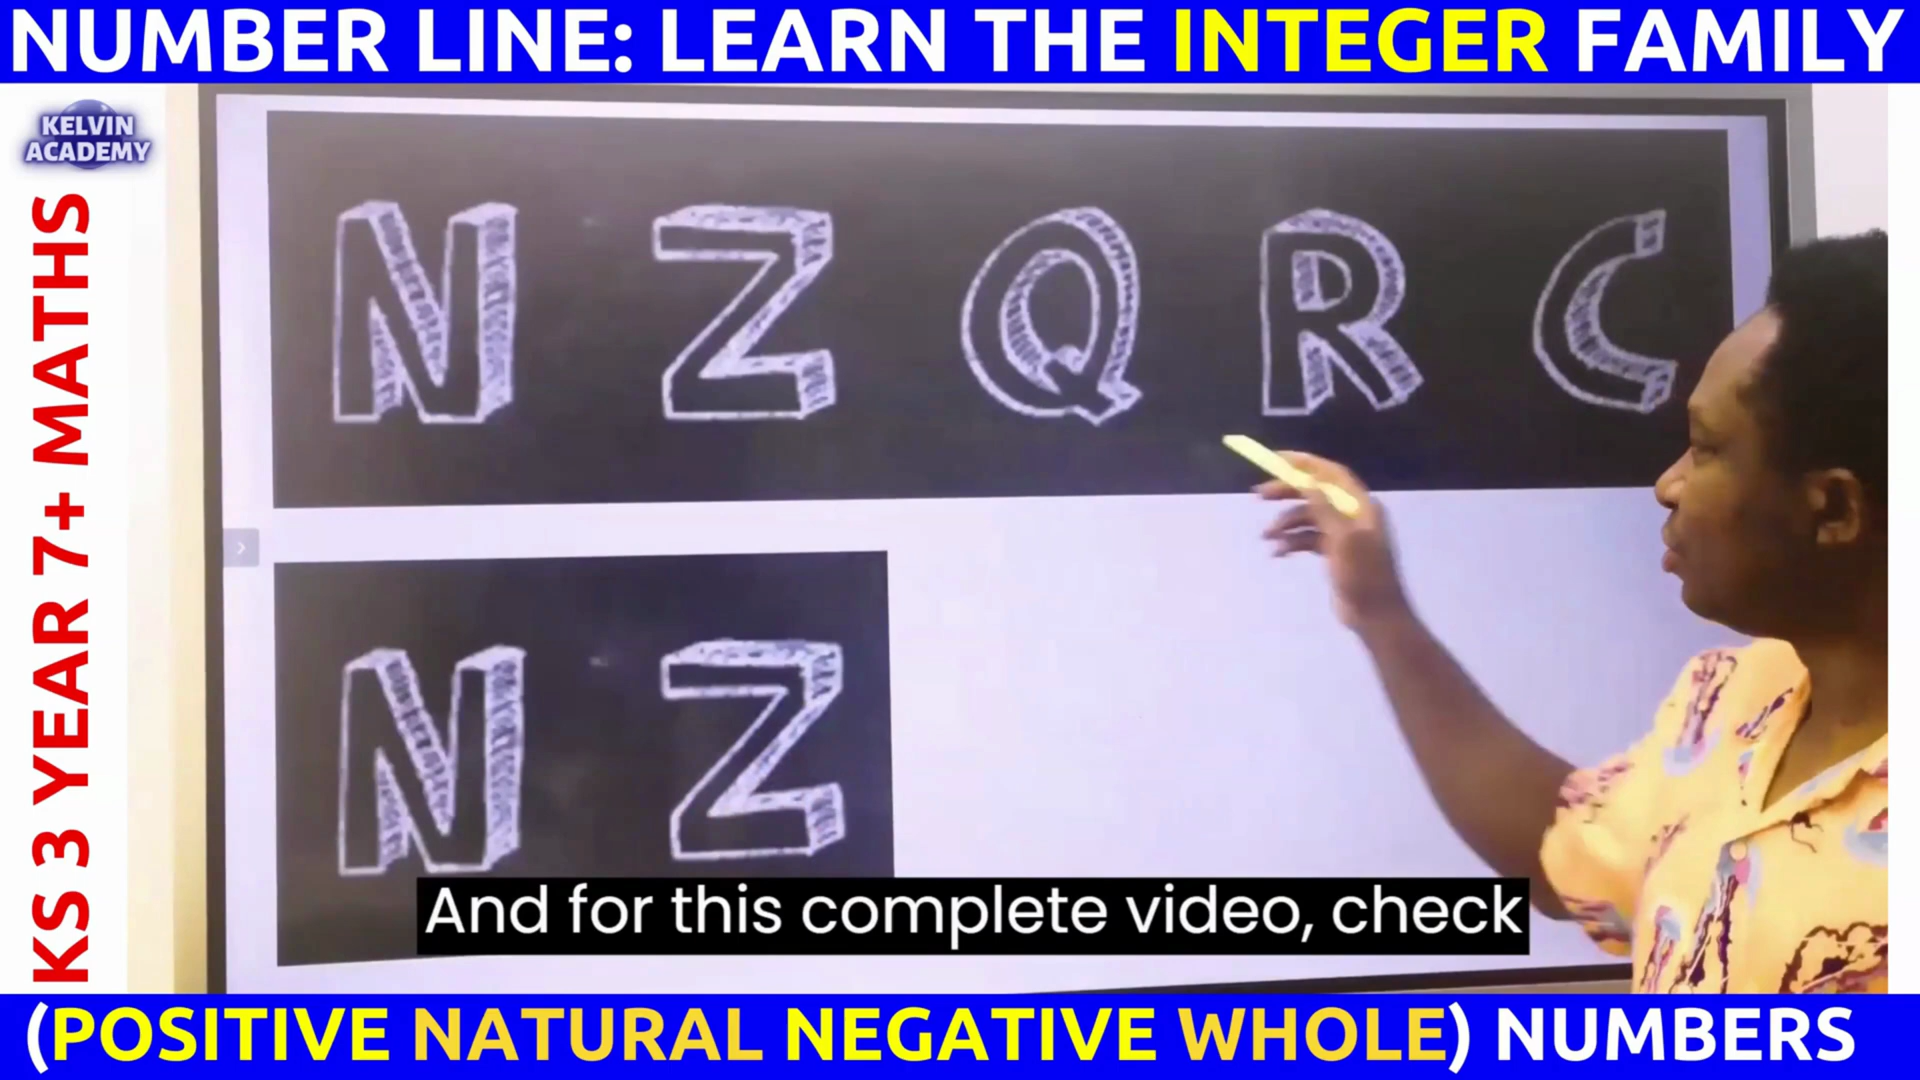 NUMBER LINE: LEARN THE INTEGER FAMILY
KELVIN
ACADEMY
KS 3 YEAR 7+ MATHS
N Z Q R C
N Z
And for this complete video, check
(POSITIVE NATURAL NEGATIVE WHOLE) NUMBERS